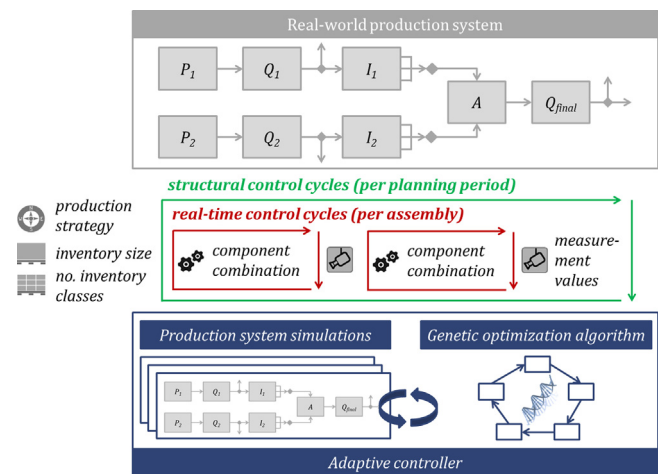 Real-world production system
P1 Q1 I1
A Qfinal
P2 Q2 I2
structural control cycles (per planning period)
real-time control cycles (per assembly)
production
strategy
inventory size
no. inventory
classes
component
combination
component
combination
measure-
ment
values
Production system simulations
Genetic optimization algorithm
P1 Q1 I1
A Qfinal
P2 Q2 I2
Adaptive controller